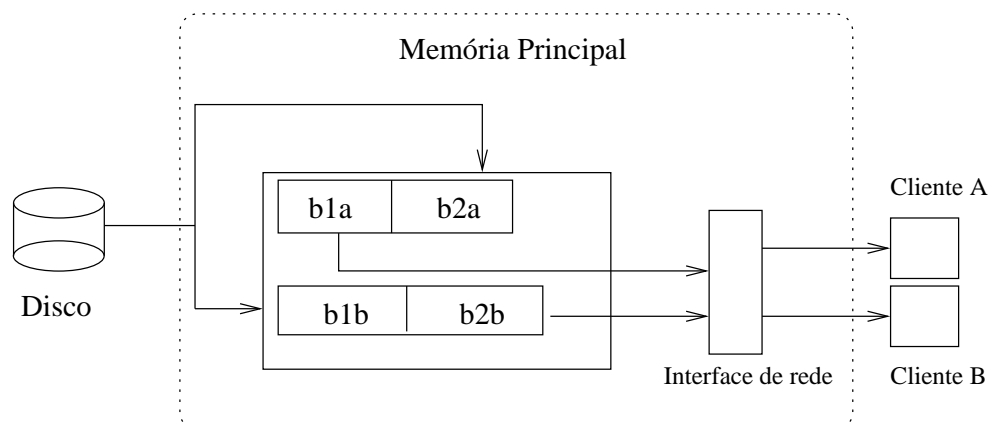 Memória Principal
b1a
b2a
Cliente A
Disco
b1b
b2b
Interface de rede
Cliente B